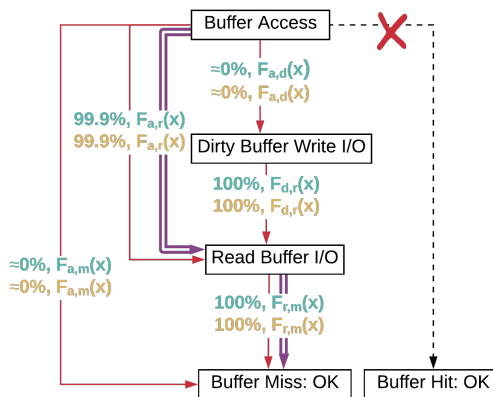 Buffer Access
≈0%, Fa,d(x)
≈0%, Fa,d(x)
99.9%, Fa,r(x)
99.9%, Fa,r(x)
Dirty Buffer Write I/O
100%, Fd,r(x)
100%, Fd,r(x)
Read Buffer I/O
≈0%, Fa,m(x)
≈0%, Fa,m(x)
100%, Fr,m(x)
100%, Fr,m(x)
Buffer Miss: OK
Buffer Hit: OK